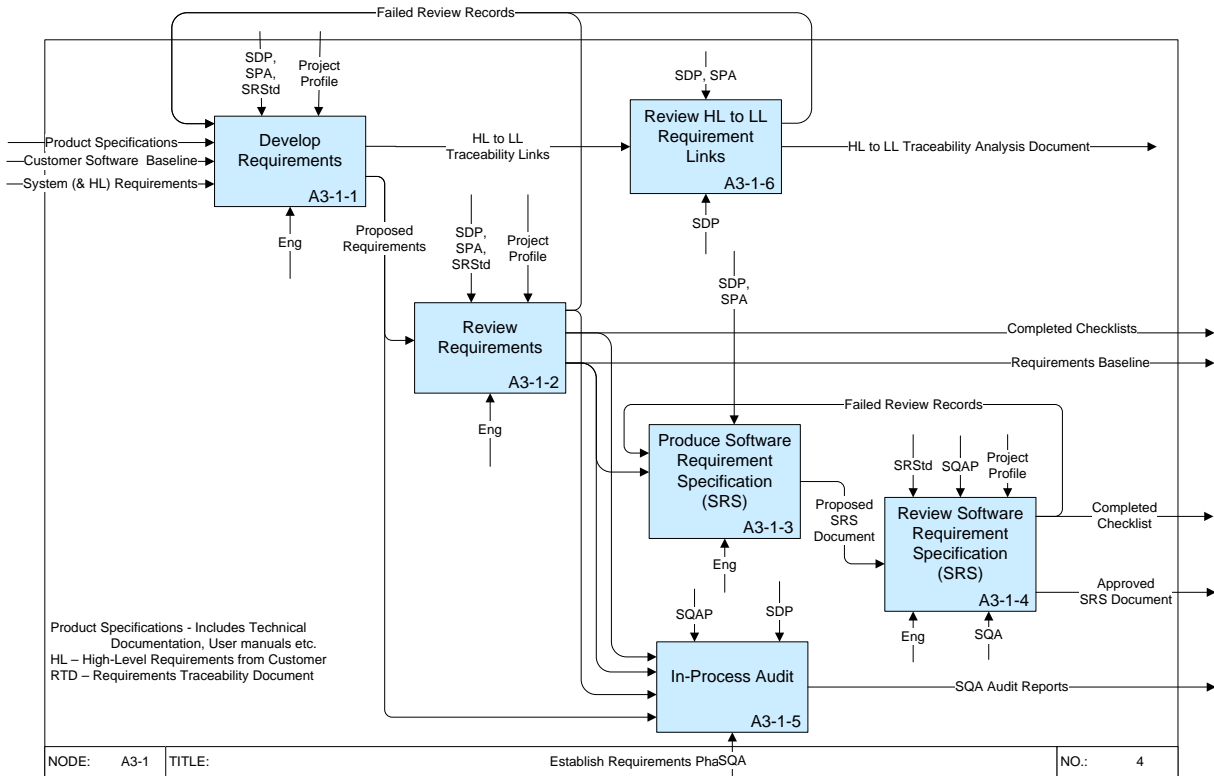 Failed Review Records
SDP,
SPA,
SRStd
Project
Profile
SDP, SPA
Product Specifications
Customer Software Baseline
System (& HL) Requirements
Develop
Requirements
A3-1-1
HL to LL
Traceability Links
Review HL to LL
Requirement
Links
A3-1-6
HL to LL Traceability Analysis Document
Eng
Proposed
Requirements
SDP,
SPA,
SRStd
Project
Profile
SDP
SDP,
SPA
Review
Requirements
A3-1-2
Completed Checklists
Requirements Baseline
Eng
Failed Review Records
Produce Software
Requirement
Specification
(SRS)
A3-1-3
SRStd
SQAP
Project
Profile
Proposed
SRS
Document
Review Software
Requirement
Specification
(SRS)
A3-1-4
Completed
Checklist
Approved
SRS Document
Eng
Eng
SQA
SQAP
SDP
In-Process Audit
A3-1-5
SQA Audit Reports
Product Specifications - Includes Technical
Documentation, User manuals etc.
HL – High-Level Requirements from Customer
RTD – Requirements Traceability Document
NODE: A3-1 TITLE: Establish Requirements Pha SQA NO.: 4